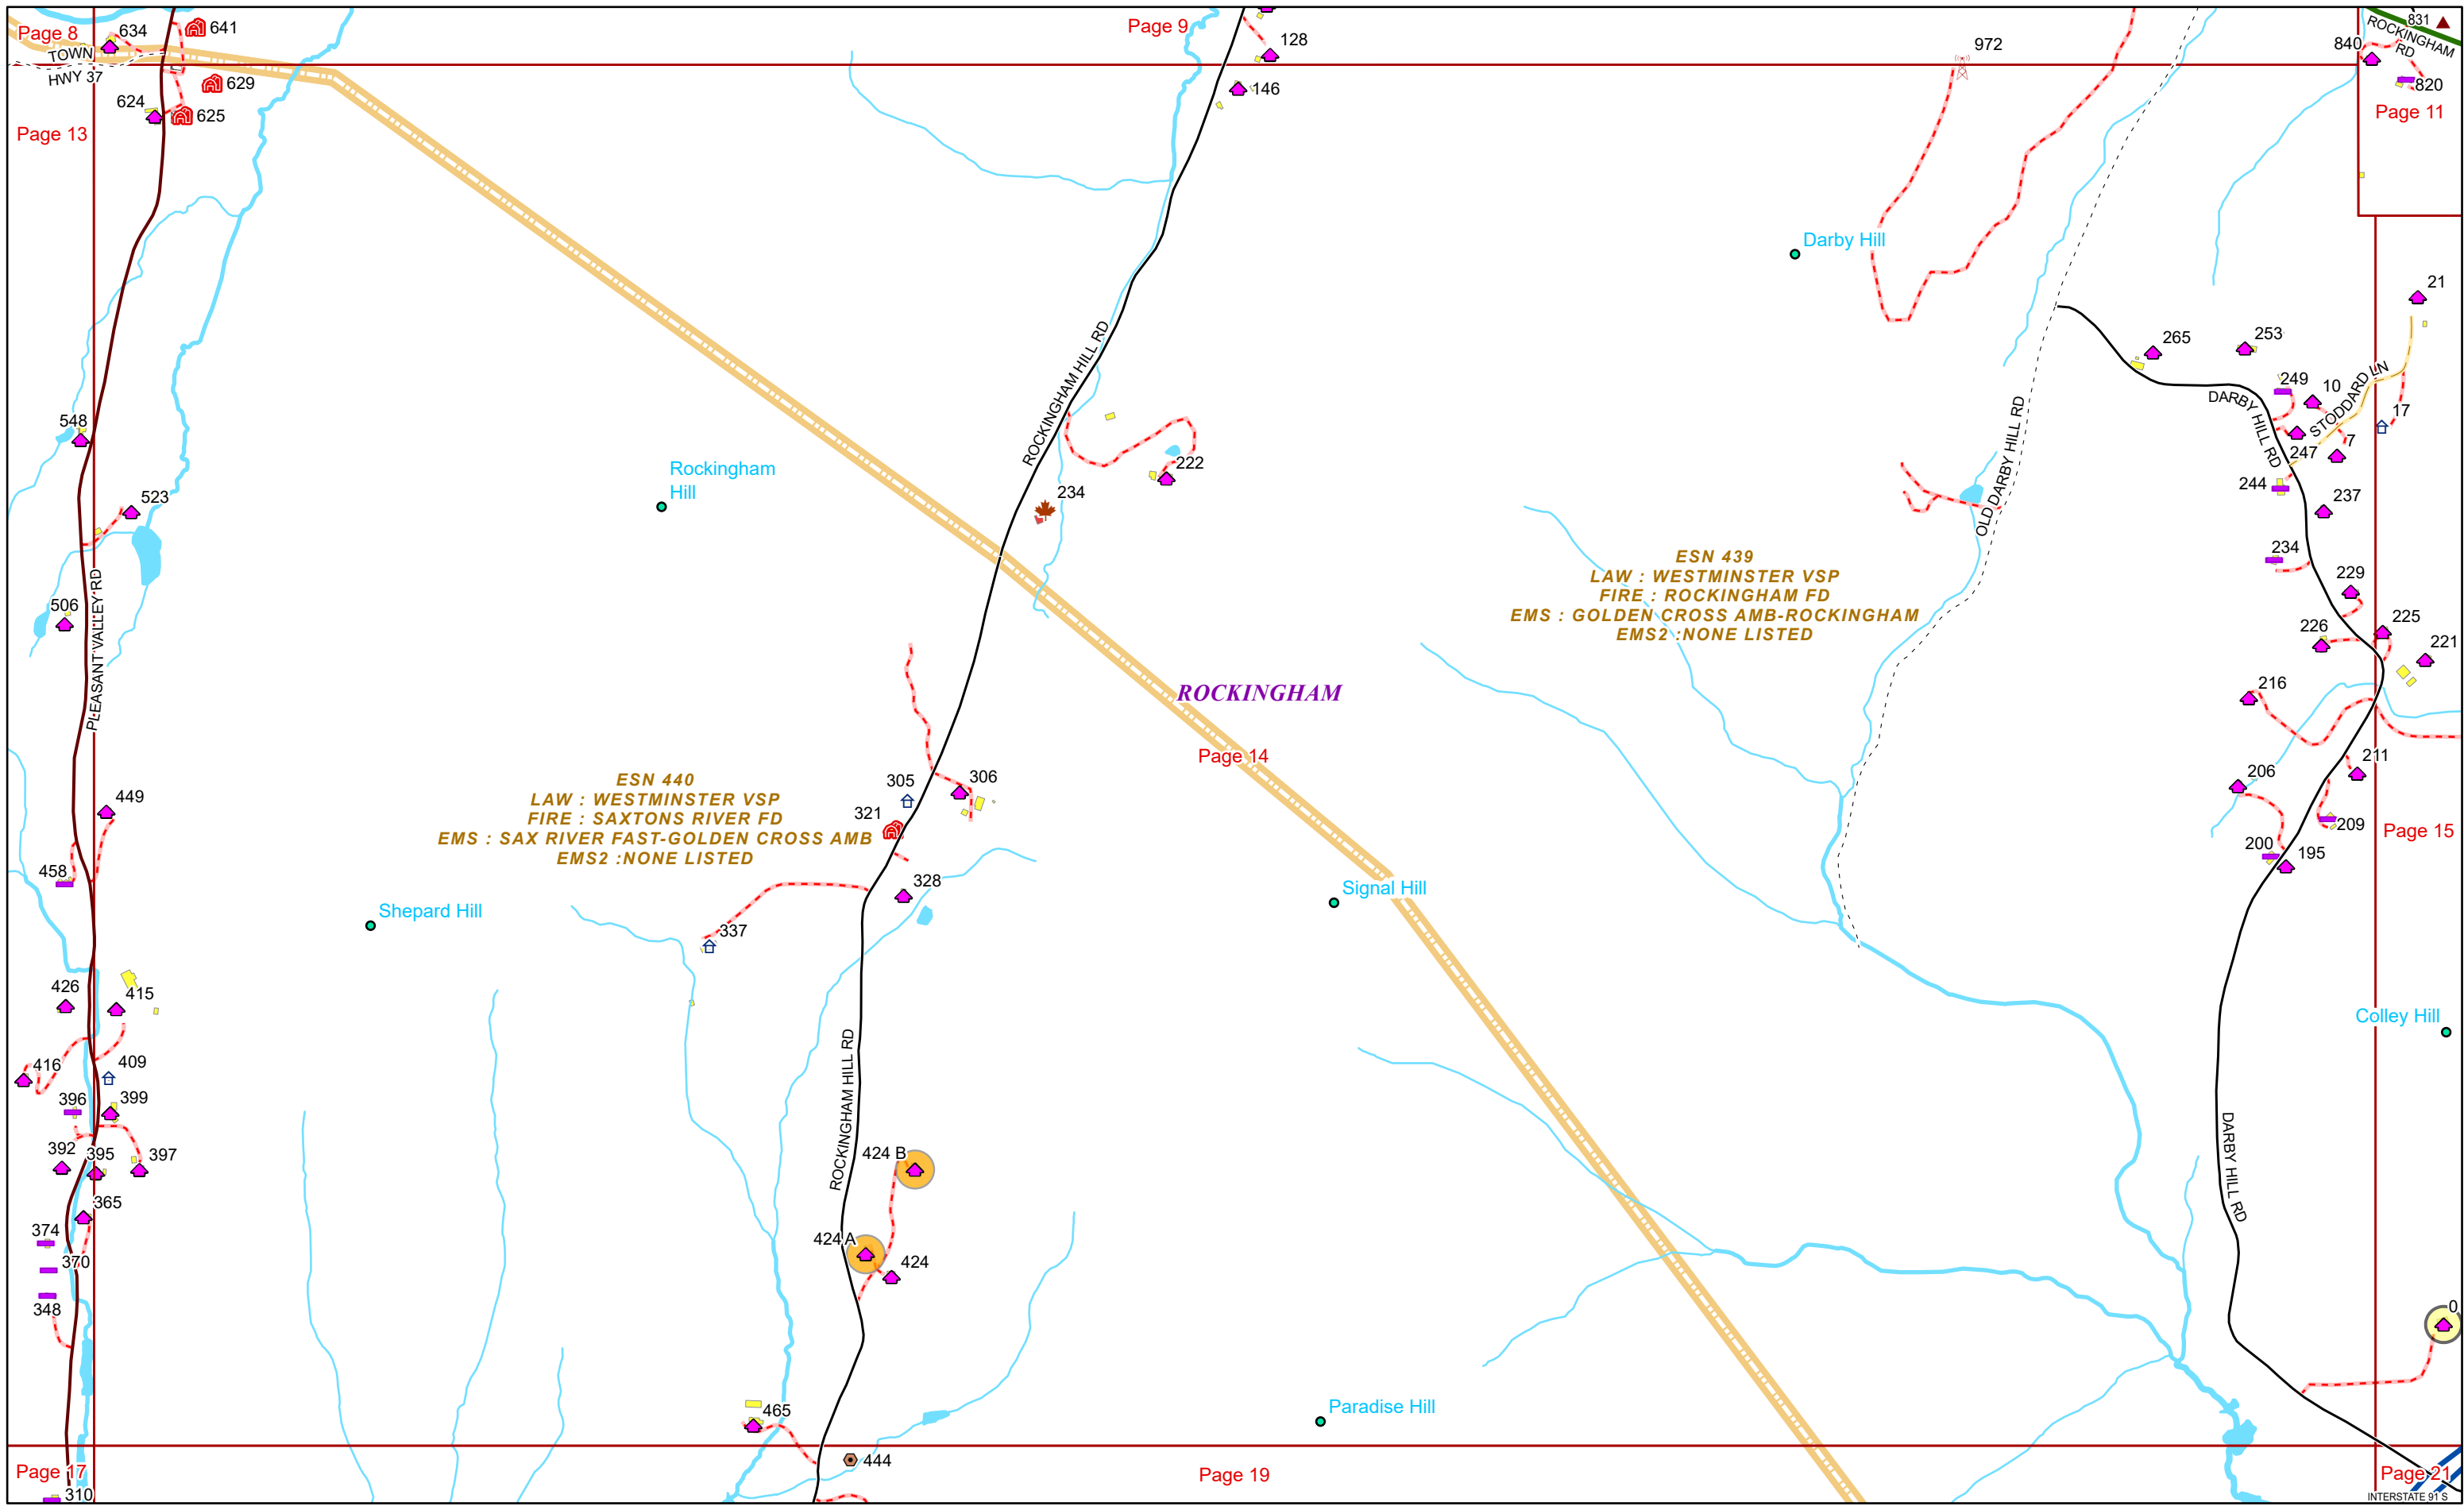 Page 8
634
641
Page 9
128
972
831
ROCKINGHAM
RD
840
TOWN
HWY 37
629
146
820
624
625
Page 11
Page 13
Darby Hill
21
265
253
ROCKINGHAM HILL RD
249
10
STODDARD LN
DARBY HILL RD
17
548
7
247
Rockingham
Hill
222
OLD DARBY HILL RD
244
234
237
523
ESN 439
LAW : WESTMINSTER VSP
FIRE : ROCKINGHAM FD
EMS : GOLDEN CROSS AMB-ROCKINGHAM
EMS2 :NONE LISTED
234
229
506
PLEASANT VALLEY RD
225
226
221
ROCKINGHAM
216
Page 14
211
ESN 440
LAW : WESTMINSTER VSP
FIRE : SAXTONS RIVER FD
EMS : SAX RIVER FAST-GOLDEN CROSS AMB
EMS2 :NONE LISTED
305
306
206
449
321
209
Page 15
200
195
458
328
Signal Hill
Shepard Hill
337
426
415
Colley Hill
416
409
396
399
ROCKINGHAM HILL RD
392
395
397
424 B
DARBY HILL RD
365
374
424 A
370
424
348
0
Paradise Hill
465
444
Page 17
Page 19
Page 21
310
INTERSTATE 91 S